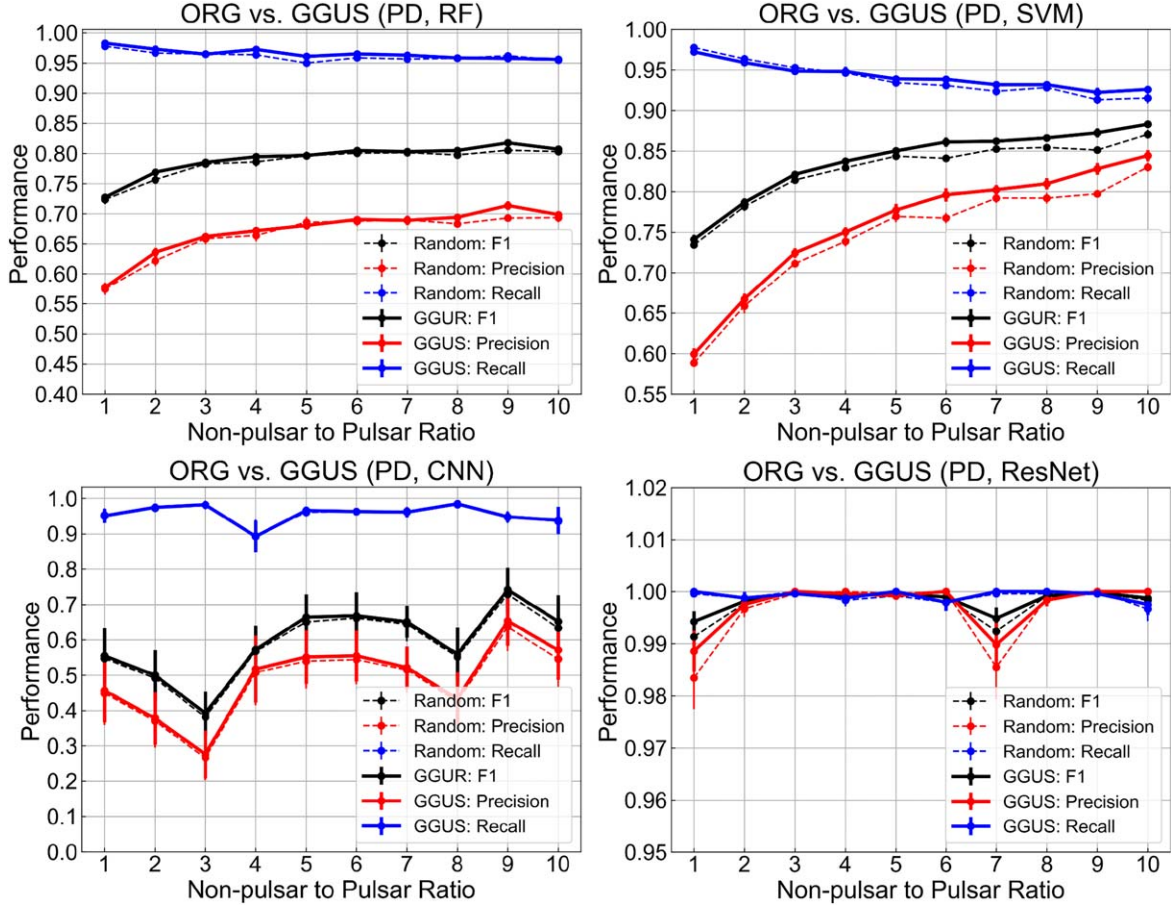 ORG vs. GGUS (PD, RF)
1.00
0.95
0.90
0.85
0.80
0.75
0.70
0.65
0.60
0.55
0.50
0.45
0.40
Performance
Random: F1
Random: Precision
Random: Recall
GGUR: F1
GGUS: Precision
GGUS: Recall
1 2 3 4 5 6 7 8 9 10
Non-pulsar to Pulsar Ratio
ORG vs. GGUS (PD, SVM)
1.00
0.95
0.90
0.85
0.80
0.75
0.70
0.65
0.60
0.55
Performance
Random: F1
Random: Precision
Random: Recall
GGUR: F1
GGUS: Precision
GGUS: Recall
1 2 3 4 5 6 7 8 9 10
Non-pulsar to Pulsar Ratio
ORG vs. GGUS (PD, CNN)
1.0
0.9
0.8
0.7
0.6
0.5
0.4
0.3
0.2
0.1
0.0
Performance
Random: F1
Random: Precision
Random: Recall
GGUR: F1
GGUS: Precision
GGUS: Recall
1 2 3 4 5 6 7 8 9 10
Non-pulsar to Pulsar Ratio
ORG vs. GGUS (PD, ResNet)
1.02
1.01
1.00
0.99
0.98
0.97
0.96
0.95
Performance
Random: F1
Random: Precision
Random: Recall
GGUS: F1
GGUS: Precision
GGUS: Recall
1 2 3 4 5 6 7 8 9 10
Non-pulsar to Pulsar Ratio